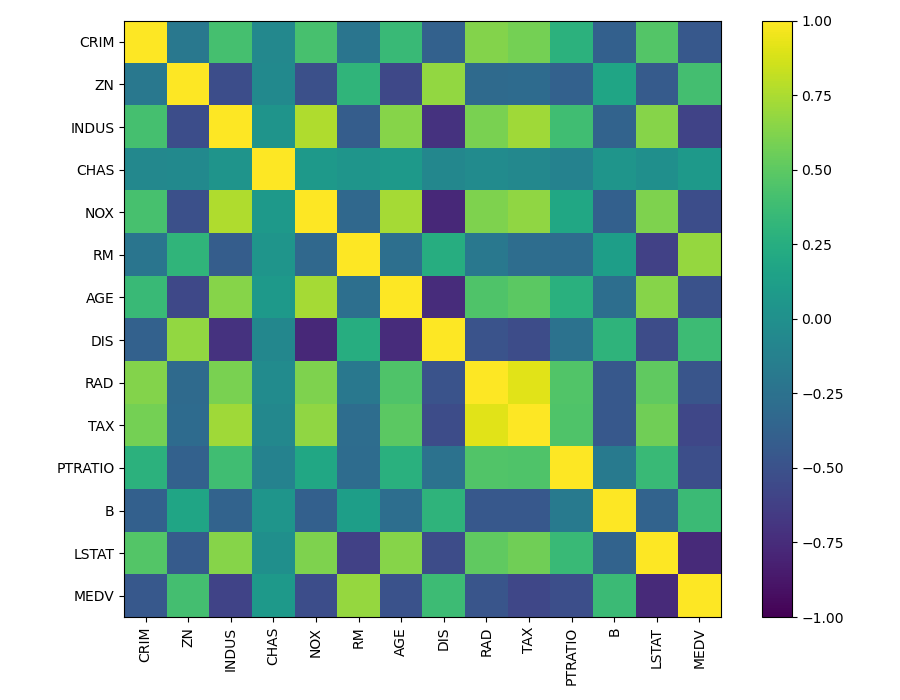 CRIM
ZN
INDUS
CHAS
NOX
RM
AGE
DIS
RAD
TAX
PTRATIO
B
LSTAT
MEDV
CRIM
ZN
INDUS
CHAS
NOX
RM
AGE
DIS
RAD
TAX
PTRATIO
B
LSTAT
MEDV
1.00
0.75
0.50
0.25
0.00
−0.25
−0.50
−0.75
−1.00